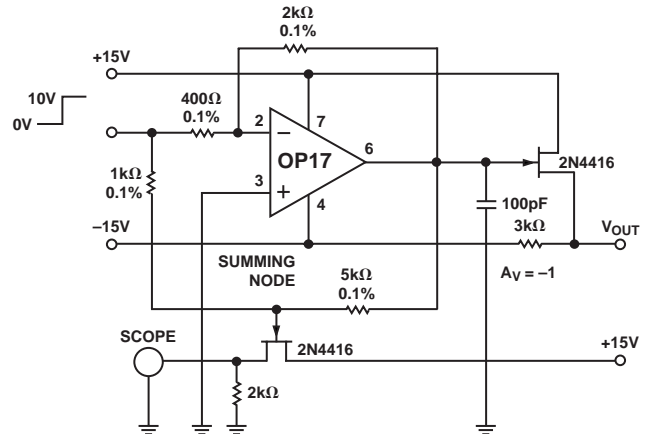 2kΩ
0.1%
+15V
10V
0V
400Ω
0.1%
2
−
7
OP17
6
3
+
4
1kΩ
0.1%
2N4416
100pF
3kΩ
−15V
VOUT
SUMMING
NODE
AV = −1
5kΩ
0.1%
SCOPE
2N4416
+15V
2kΩ